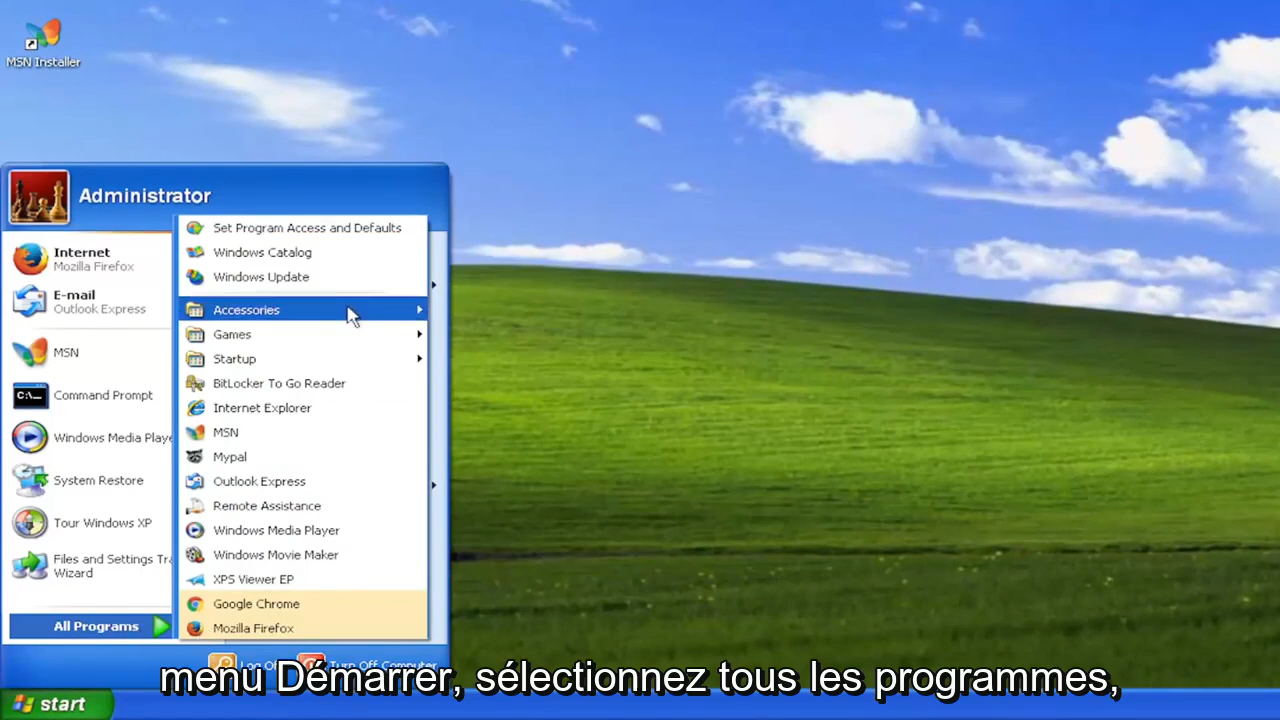 MSN Installer
Administrator
Internet
Mozilla Firefox
E-mail
Outlook Express
MSN
Command Prompt
Windows Media Playe
System Restore
Tour Windows XP
Files and Settings Tra
Wizard
All Programs
Set Program Access and Defaults
Windows Catalog
Windows Update
Accessories
Games
Startup
BitLocker To Go Reader
Internet Explorer
MSN
Mypal
Outlook Express
Remote Assistance
Windows Media Player
Windows Movie Maker
XPS Viewer EP
Google Chrome
Mozilla Firefox
Log Off
Turn Off Computer
menu Démarrer, sélectionnez tous les programmes,
start